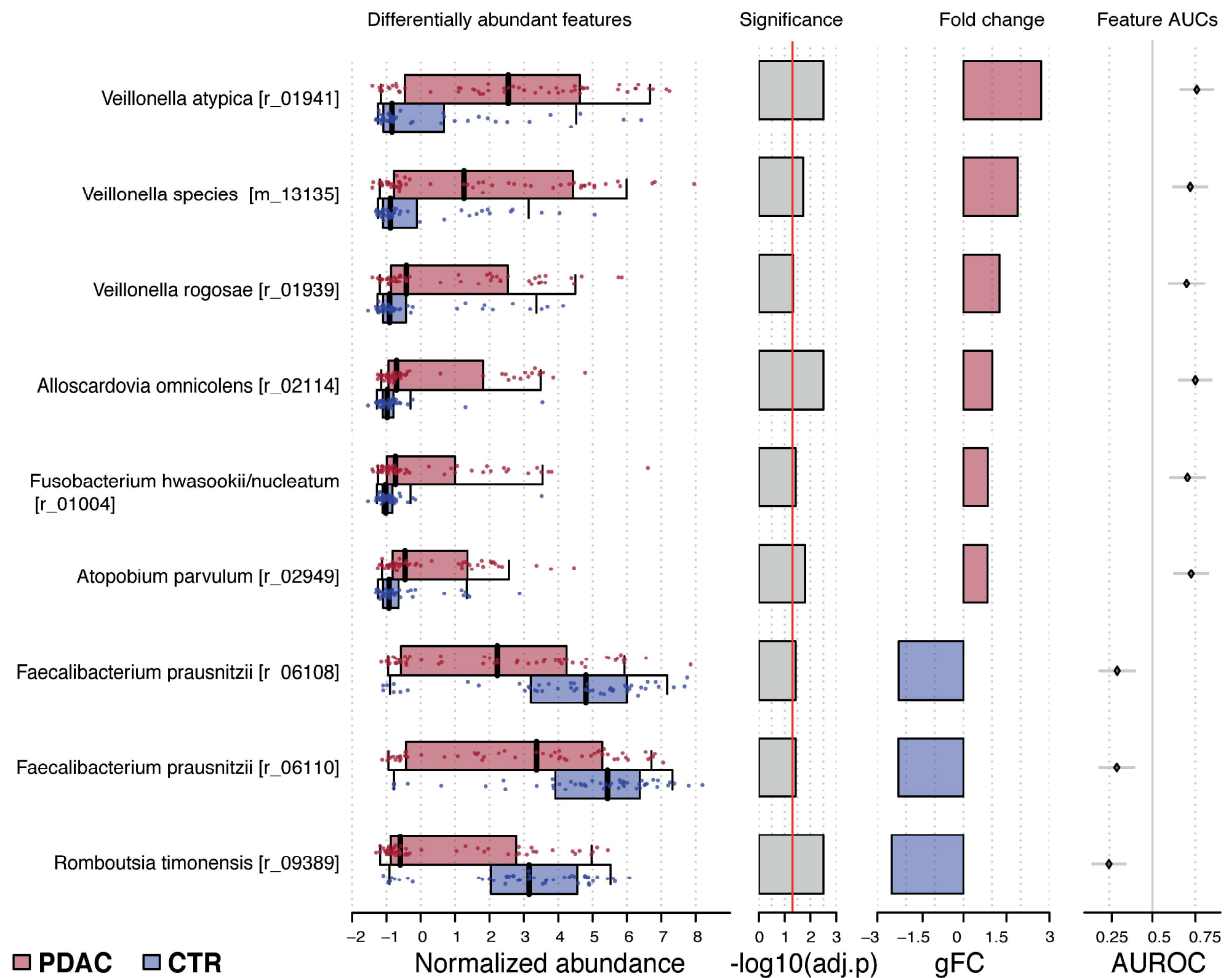 Differentially abundant features Significance Fold change Feature AUCs
Veillonella atypica [r_01941]
Veillonella species [m_13135]
Veillonella rogosae [r_01939]
Alloscardovia omnicolens [r_02114]
Fusobacterium hwasookii/nucleatum
[r_01004]
Atopobium parvulum [r_02949]
Faecalibacterium prausnitzii [r 06108]
Faecalibacterium prausnitzii [r_06110]
Romboutsia timonensis [r_09389]
−2 −1 0 1 2 3 4 5 6 7 8 0 1 2 3 −3 −1.5 0 1.5 3 0.25 0.5 0.75
PDAC CTR Normalized abundance -log10(adj.p) gFC AUROC